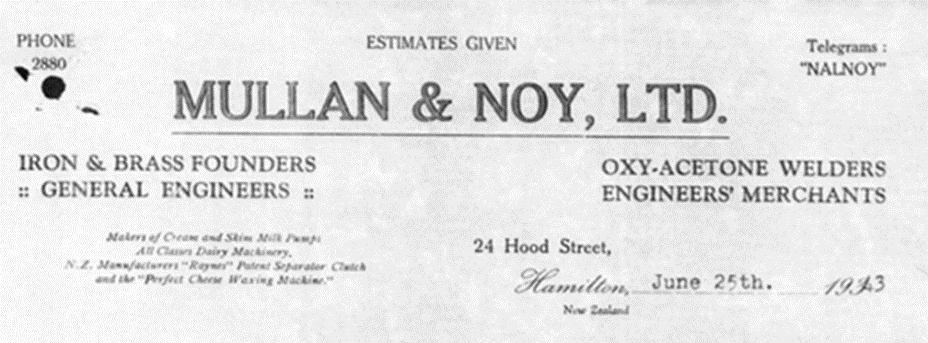 PHONE
2880
ESTIMATES GIVEN
Telegrams :
"NALNOY"
MULLAN & NOY, LTD.
IRON & BRASS FOUNDERS
:: GENERAL ENGINEERS ::
OXY-ACETONE WELDERS
ENGINEERS' MERCHANTS
Makers of Cream and Skim Milk Pumps
All Classes Dairy Machinery,
N.Z. Manufacturers "Raynes" Patent Separator Clutch
and the "Perfect Cheese Waxing Machine."
24 Hood Street,
Hamilton, June 25th.
New Zealand